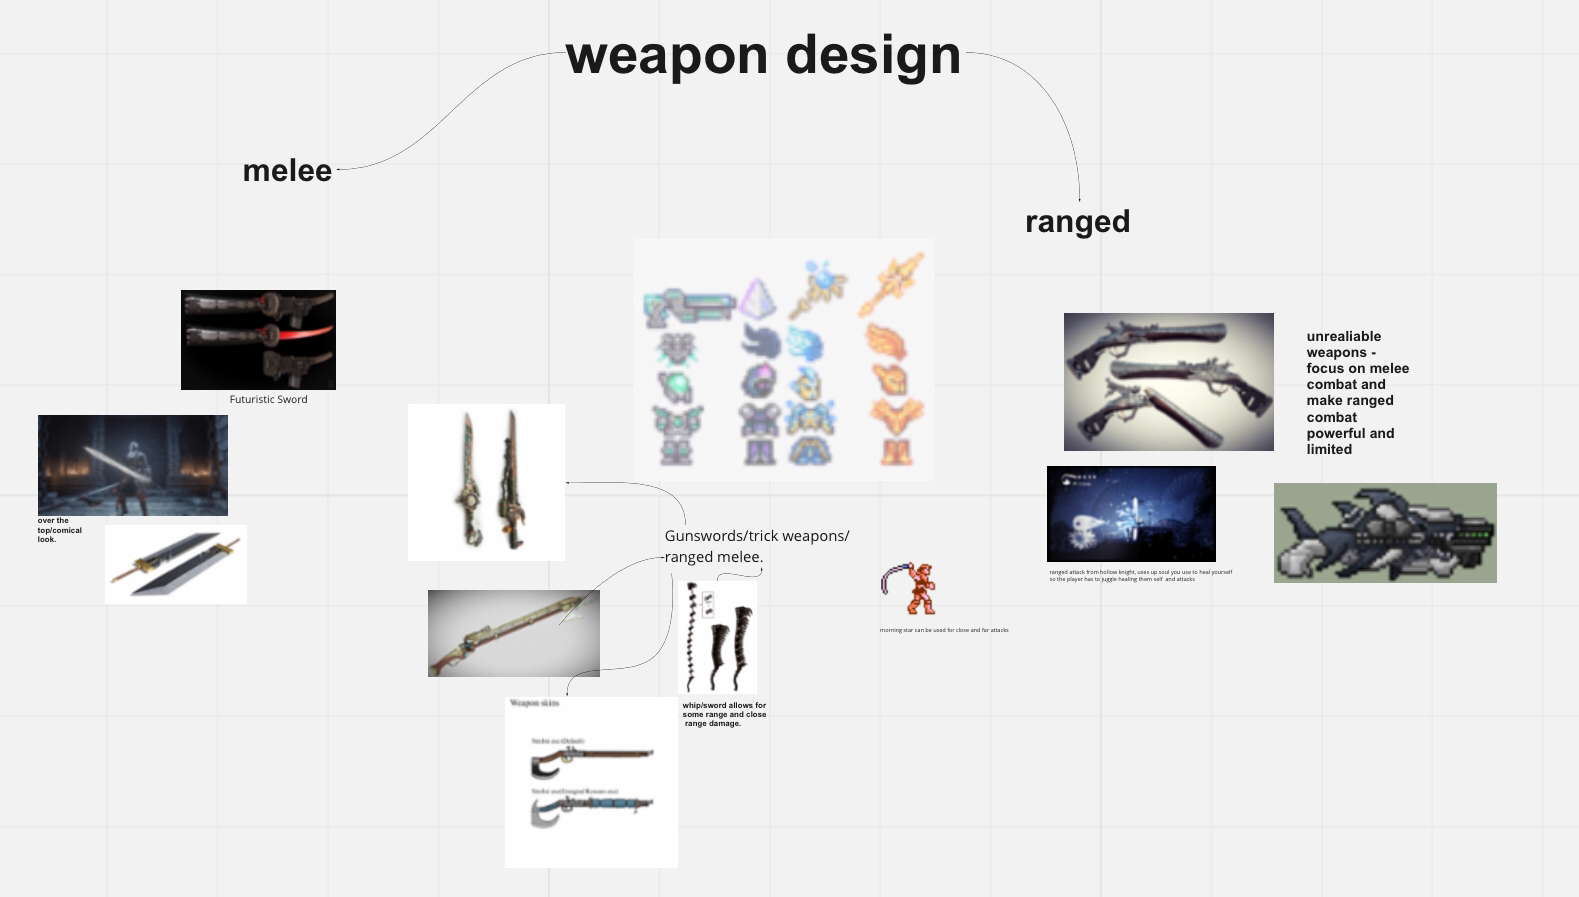 weapon design
melee
ranged
Futuristic Sword
over the
top/comical
look.
unrealiable
weapons -
focus on melee
combat and
make ranged
combat
powerful and
limited
Gunswords/trick weapons/
ranged melee.
ranged attack from hollow knight, uses up soul you use to heal yourself
so the player has to juggle healing them self and attacks
morning star can be used for close and far attacks
whip/sword allows for
some range and close
range damage.
Weapon skins